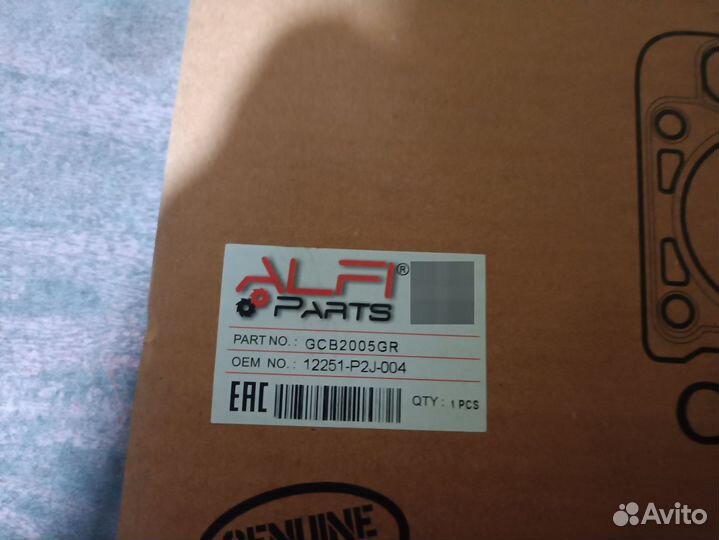 ALFI®
PARTS
PART NO.: GCB2005GR
OEM NO.: 12251-P2J-004
EAC
QTY: 1 PCS
GENUINE
Avito